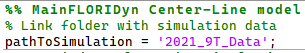 %% MainFLORIDyn Center-Line model
% Link folder with simulation data
pathToSimulation = '2021_9T_Data';